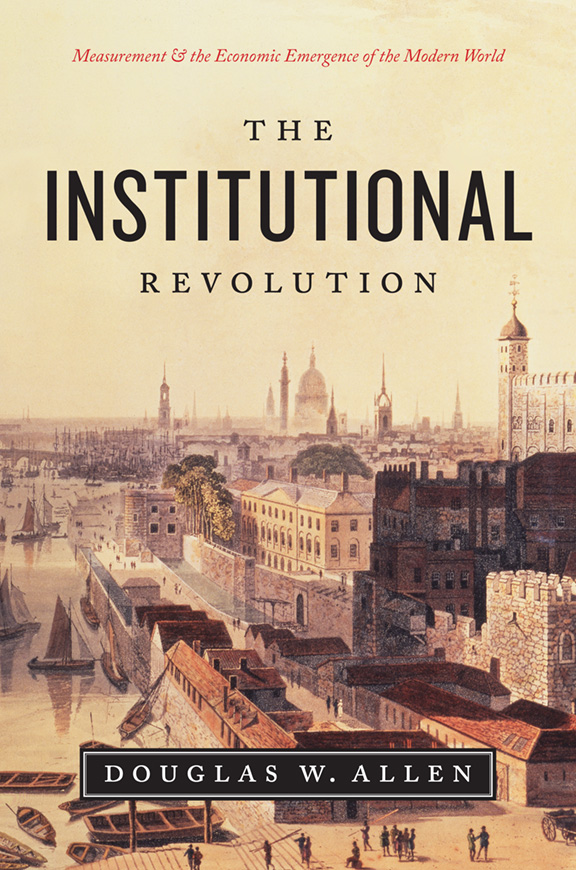 Measurement & the Economic Emergence of the Modern World
THE
INSTITUTIONAL
REVOLUTION
DOUGLAS W. ALLEN